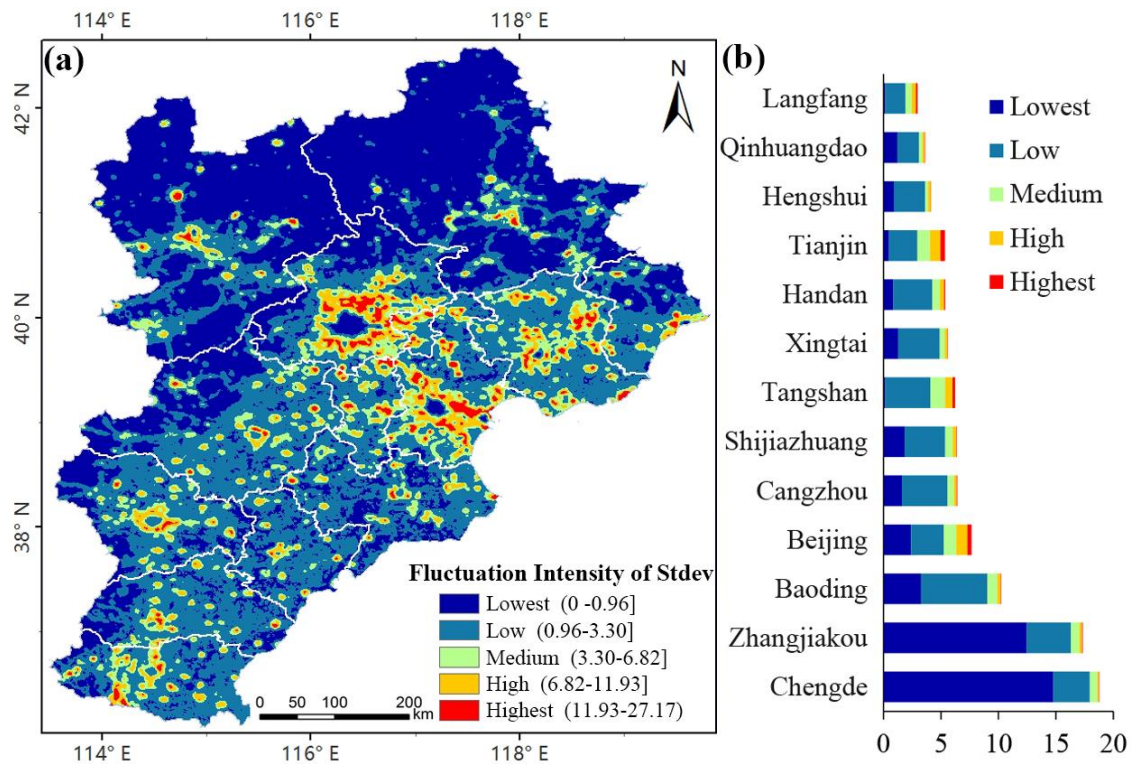 114° E 116° E 118° E
(a)
N
42° N
40° N
38° N
Fluctuation Intensity of Stdev
Lowest (0 -0.96]
Low (0.96-3.30]
Medium (3.30-6.82]
High (6.82-11.93]
Highest (11.93-27.17)
0 50 100 200
km
114° E 116° E 118° E
(b)
Langfang
Qinhuangdao
Hengshui
Tianjin
Handan
Xingtai
Tangshan
Shijiazhuang
Cangzhou
Beijing
Baoding
Zhangjiakou
Chengde
0 5 10 15 20
Lowest
Low
Medium
High
Highest